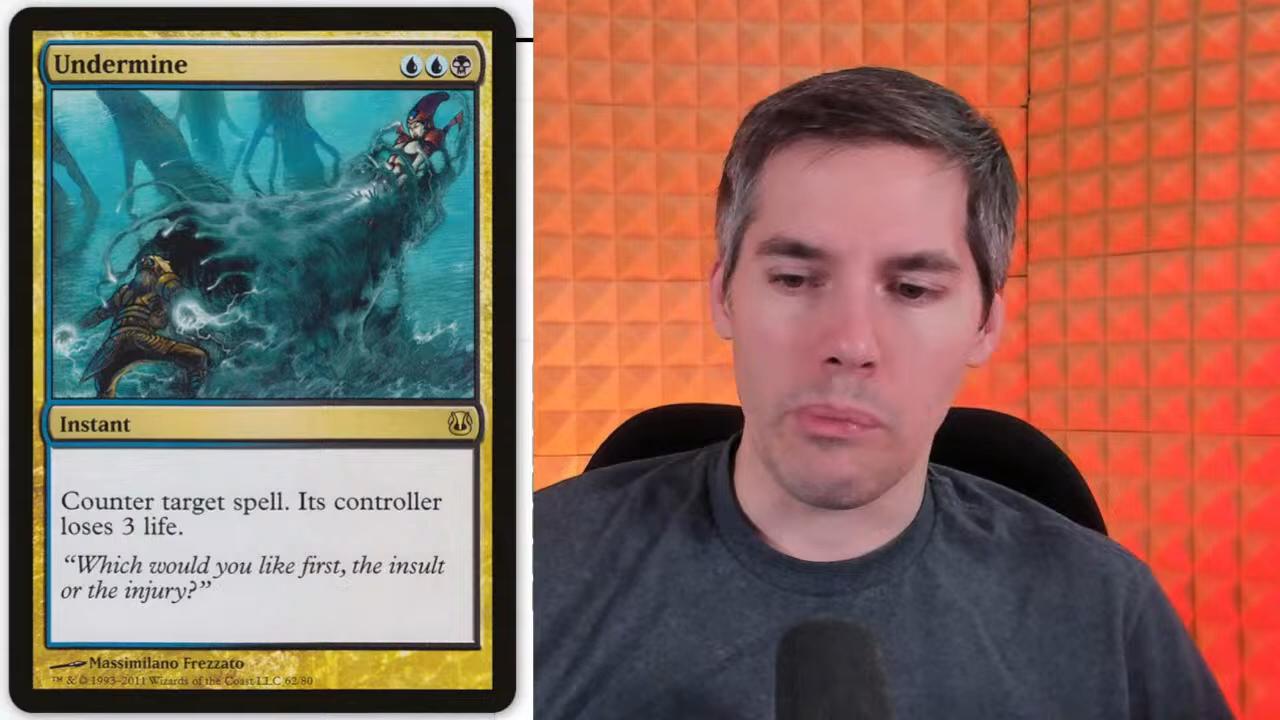 Undermine
Instant
Counter target spell. Its controller
loses 3 life.
“Which would you like first, the insult
or the injury?”
Massimiliano Frezzato
™ & © 1993–2011 Wizards of the Coast LLC 62/80